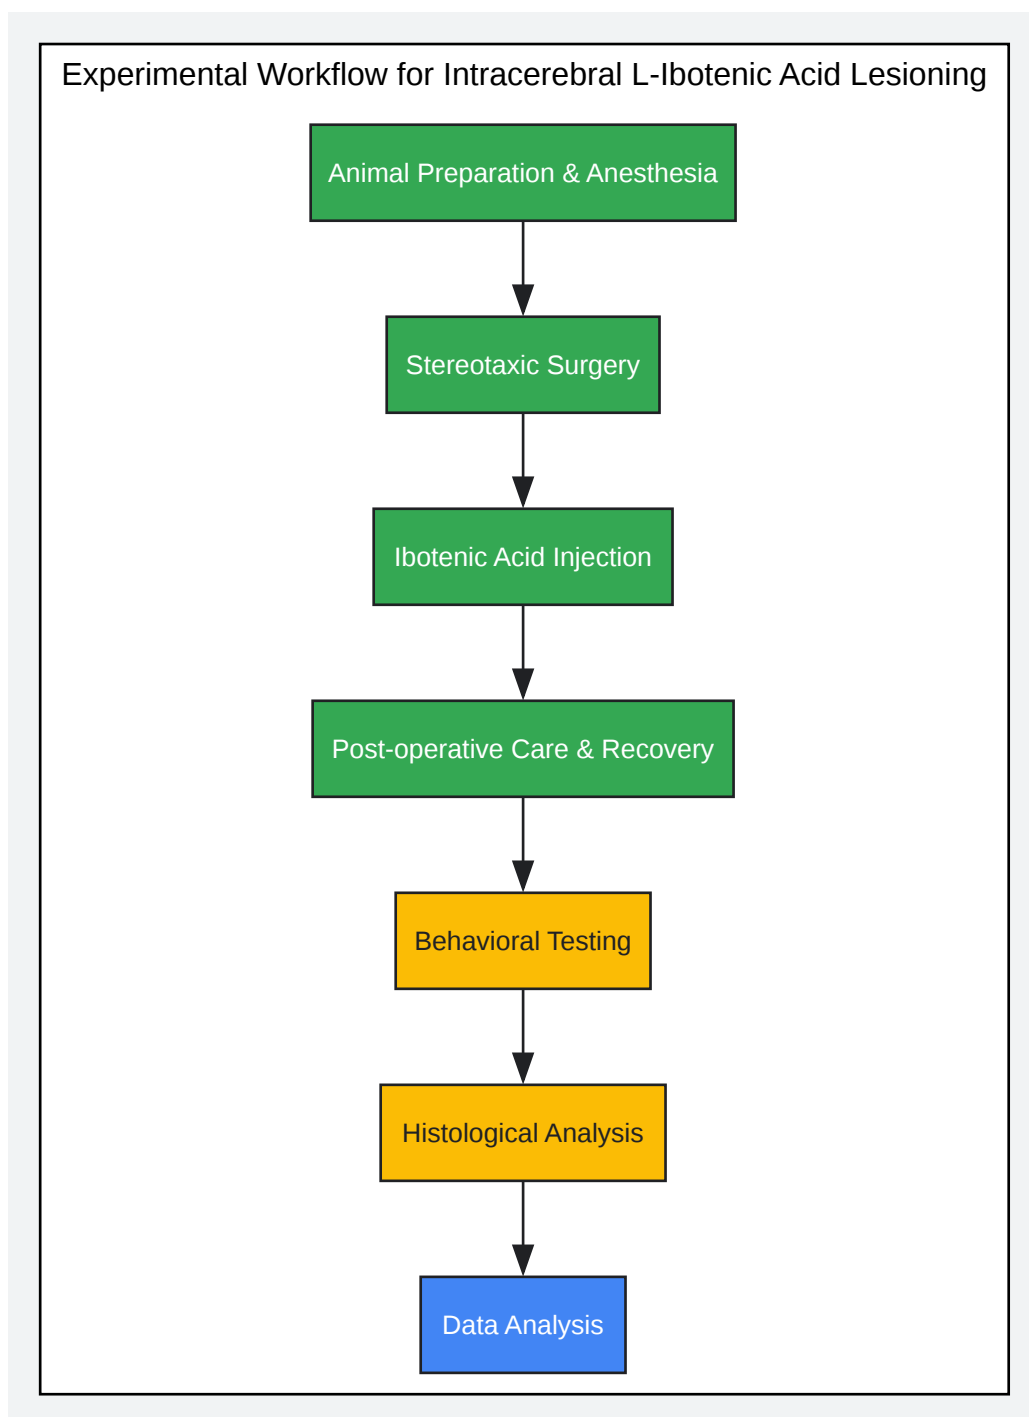 Experimental Workflow for Intracerebral L-Ibotenic Acid Lesioning
Animal Preparation & Anesthesia
Stereotaxic Surgery
Ibotenic Acid Injection
Post-operative Care & Recovery
Behavioral Testing
Histological Analysis
Data Analysis